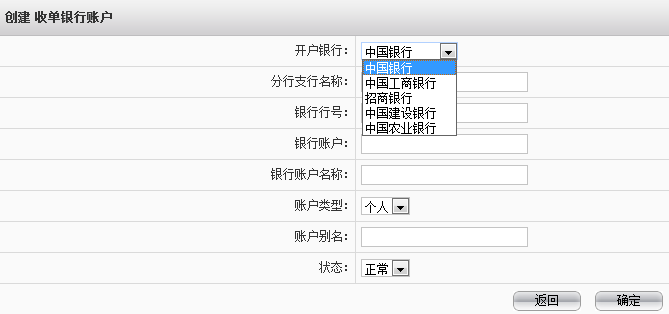 创建 收单银行账户
开户银行： 中国银行
中国银行
分行支行名称：
中国工商银行
招商银行
银行行号：
中国建设银行
中国农业银行
银行账户：
银行账户名称：
账户类型： 个人
账户别名：
状态： 正常
返回 确定